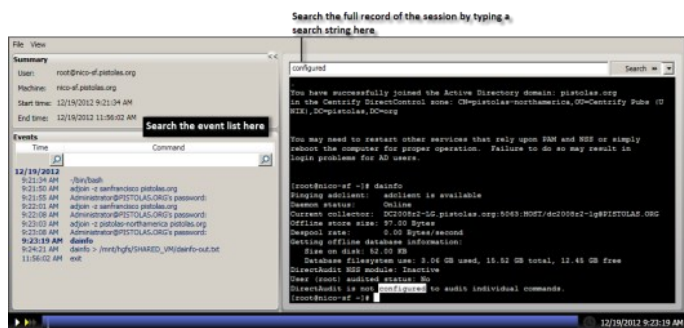 Search the full record of the session by typing a
search string here
File View
Summary
<<
User: root@nico-sf.pistolas.org
Machine: nico-sf.pistolas.org
Start time: 12/19/2012 9:21:34 AM
End time: 12/19/2012 11:56:02 AM
Search the event list here
Events
Time Command
12/19/2012
9:21:34 AM -/bin/bash
9:21:50 AM adjoin -z sanfrancisco pistolas.org
9:21:55 AM Administrator@PISTOLAS.ORG's password:
9:22:01 AM adjoin -z sanfrancisco pistolas.org
9:22:08 AM Administrator@PISTOLAS.ORG's password:
9:23:03 AM adjoin -z pistolas-northamerica pistolas.org
9:23:08 AM Administrator@PISTOLAS.ORG's password:
9:23:19 AM dainfo
9:24:21 AM dainfo > /mnt/hgfs/SHARED_VM/dainfo-out.txt
11:56:02 AM exit
configured
Search
You have successfully joined the Active Directory domain: pistolas.org
in the Centrify DirectControl zone: CN=pistolas-northamerica,OU=Centrify Pubs (U
NIX),DC=pistolas,DC=org
You may need to restart other services that rely upon PAM and NSS or simply
reboot the computer for proper operation. Failure to do so may result in
login problems for AD users.
[root@nico-sf ~]# dainfo
Pinging adclient: adclient is available
Daemon status: Online
Current collector: DC2008r2-LG.pistolas.org:5063:HOST/dc2008r2-lg@PISTOLAS.ORG
Offline store size: 97.00 Bytes
Despool rate: 0.00 Bytes/second
Getting offline database information:
Size on disk: 52.00 KB
Database filesystem use: 3.06 GB used, 15.52 GB total, 12.45 GB free
DirectAudit NSS module: Inactive
User (root) audited status: No
DirectAudit is not configured to audit individual commands.
[root@nico-sf ~]#
12/19/2012 9:23:19 AM